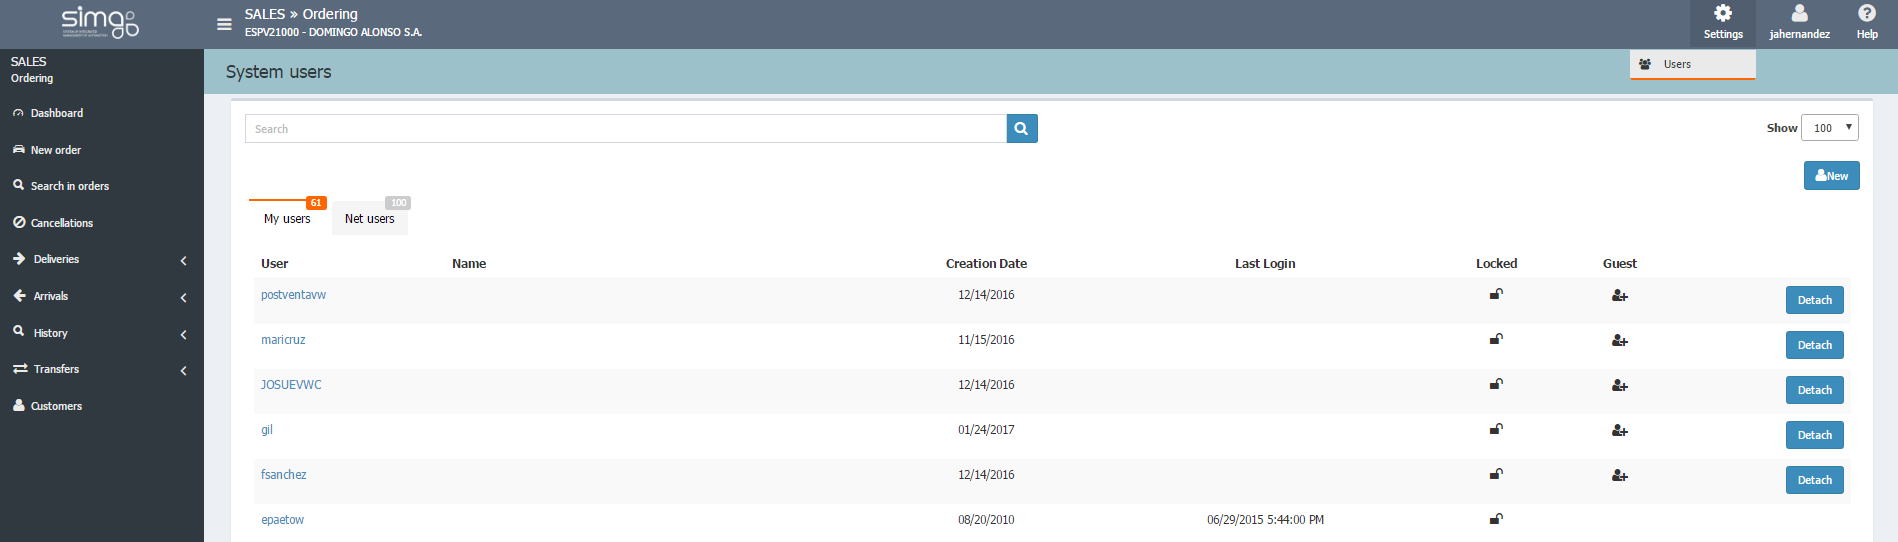 simgo
SALES » Ordering
ESPV21000 - DOMINGO ALONSO S.A.
Settings
jahernandez
Help
Users
SALES
Ordering
Dashboard
New order
Search in orders
Cancellations
Deliveries
Arrivals
History
Transfers
Customers
System users
Search
Show 100
New
My users 61
Net users 100
User Name Creation Date Last Login Locked Guest
postventavw 12/14/2016 Detach
maricruz 11/15/2016 Detach
JOSUEVWC 12/14/2016 Detach
gil 01/24/2017 Detach
fsanchez 12/14/2016 Detach
epaetow 08/20/2010 06/29/2015 5:44:00 PM